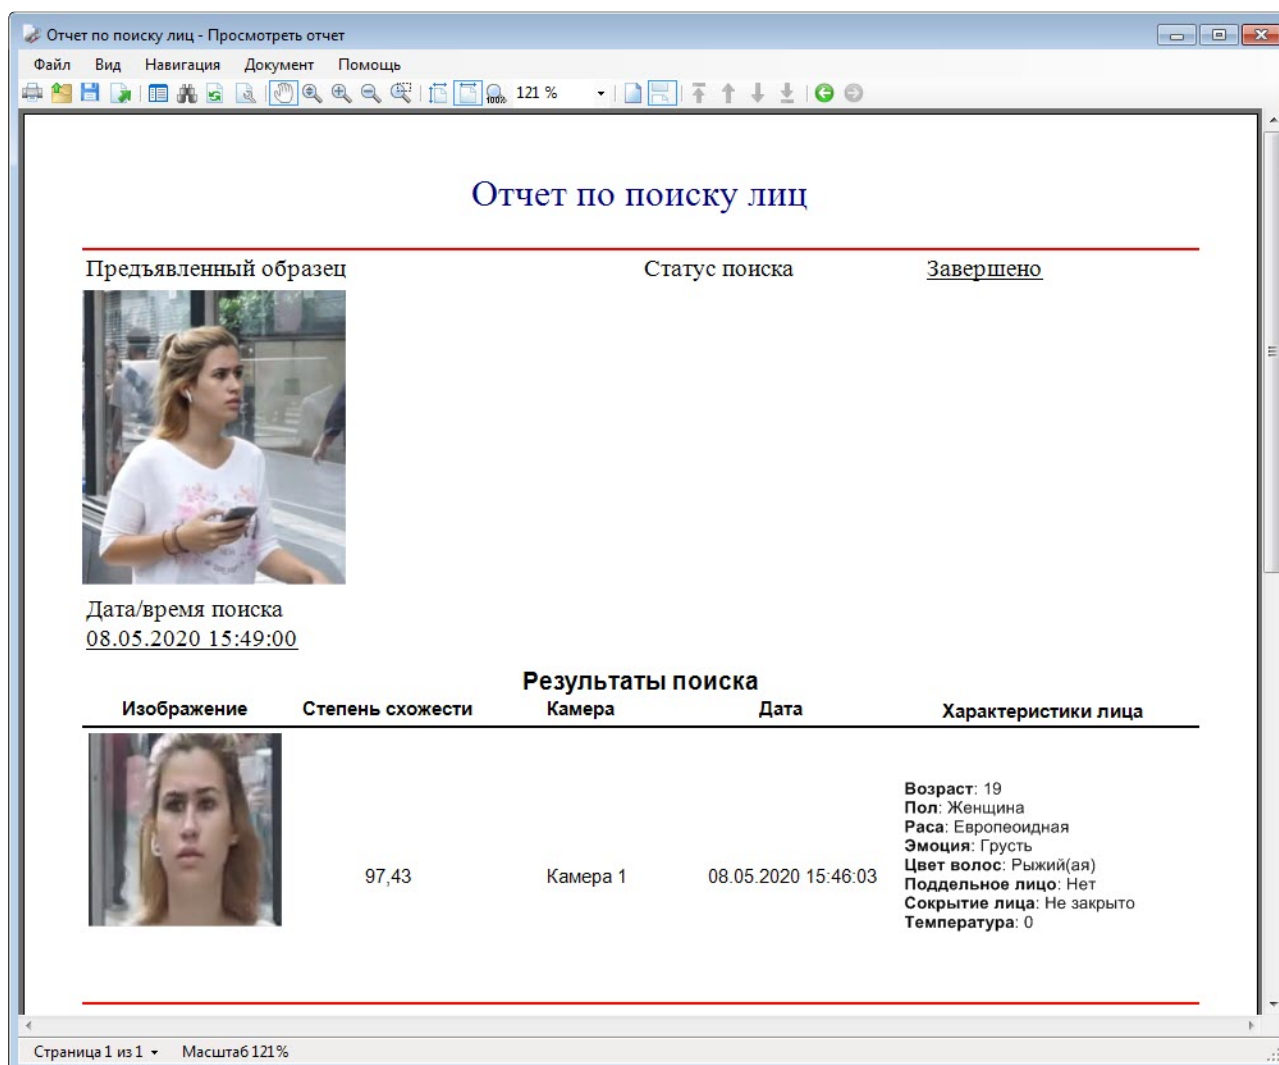 Отчет по поиску лиц - Просмотреть отчет
Файл Вид Навигация Документ Помощь
100% 121 %
Отчет по поиску лиц
Предъявленный образец Статус поиска Завершено
Дата/время поиска
08.05.2020 15:49:00
Результаты поиска
Изображение Степень схожести Камера Дата Характеристики лица
Возраст: 19
Пол: Женщина
Раса: Европеоидная
Эмоция: Грусть
Цвет волос: Рыжий(ая)
97,43 Камера 1 08.05.2020 15:46:03
Поддельное лицо: Нет
Сокрытие лица: Не закрыто
Температура: 0
Страница 1 из 1 Масштаб 121%